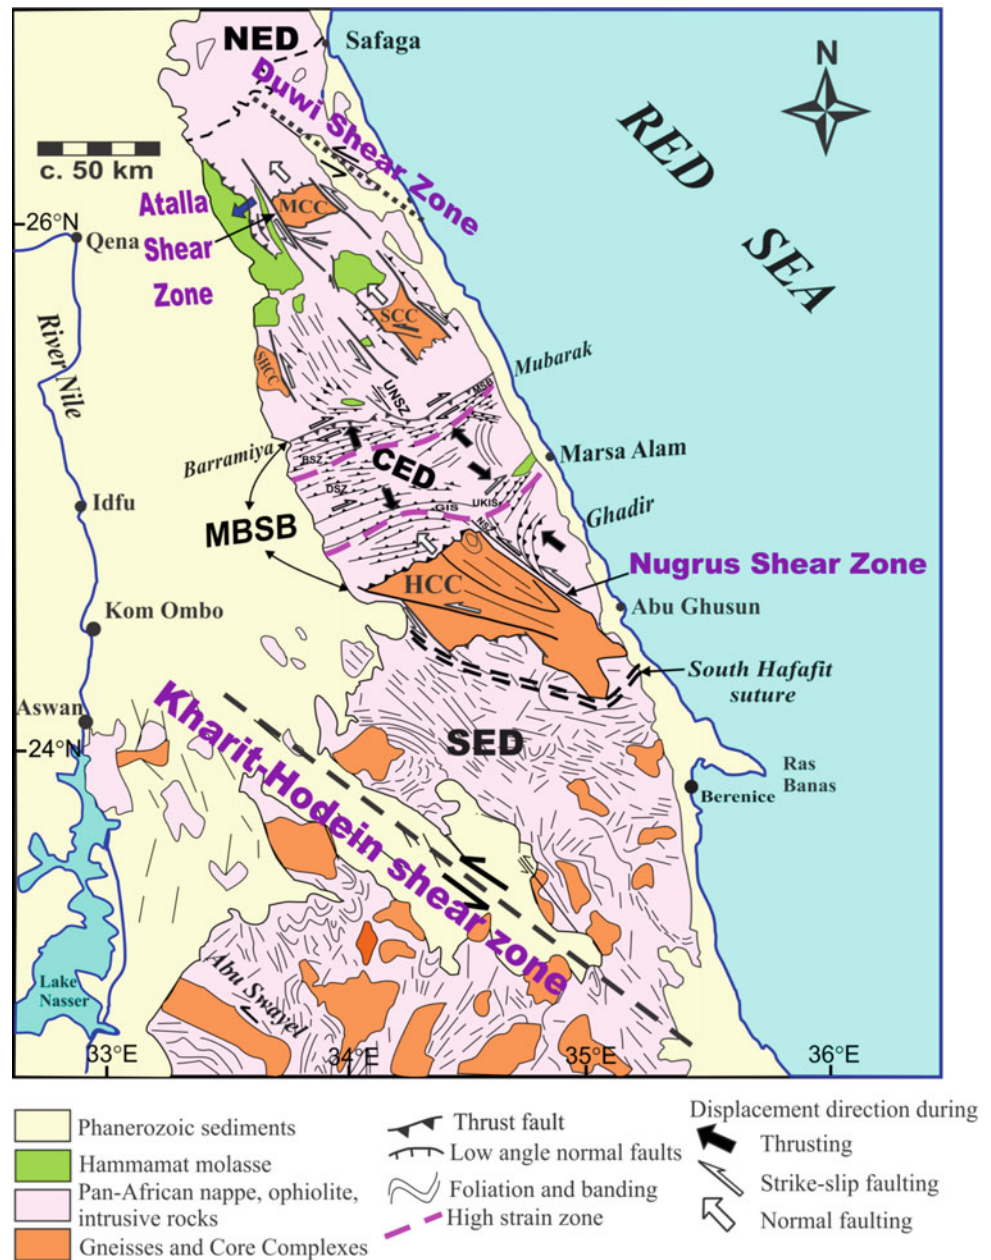 NED
Safaga
N
Duwi Shear Zone
RED
SEA
c. 50 km
Atalla
Shear
Zone
MCC
26°N
Qena
River Nile
SCC
SHCC
Mubarak
UNSZ
MSB
Barramiya
BSZ
CED
Marsa Alam
DSZ
Idfu
UKIS
GIS
Ghadir
NSZ
MBSB
HCC
Nugrus Shear Zone
Kom Ombo
Abu Ghusun
South Hafafit
suture
Aswan
Kharit-Hodein shear zone
SED
24°N
Ras
Banas
Berenice
Lake
Nasser
Abu Swayel
33°E
34°E
35°E
36°E
Phanerozoic sediments
Hammamat molasse
Pan-African nappe, ophiolite,
intrusive rocks
Gneisses and Core Complexes
Thrust fault
Low angle normal faults
Foliation and banding
High strain zone
Displacement direction during
Thrusting
Strike-slip faulting
Normal faulting